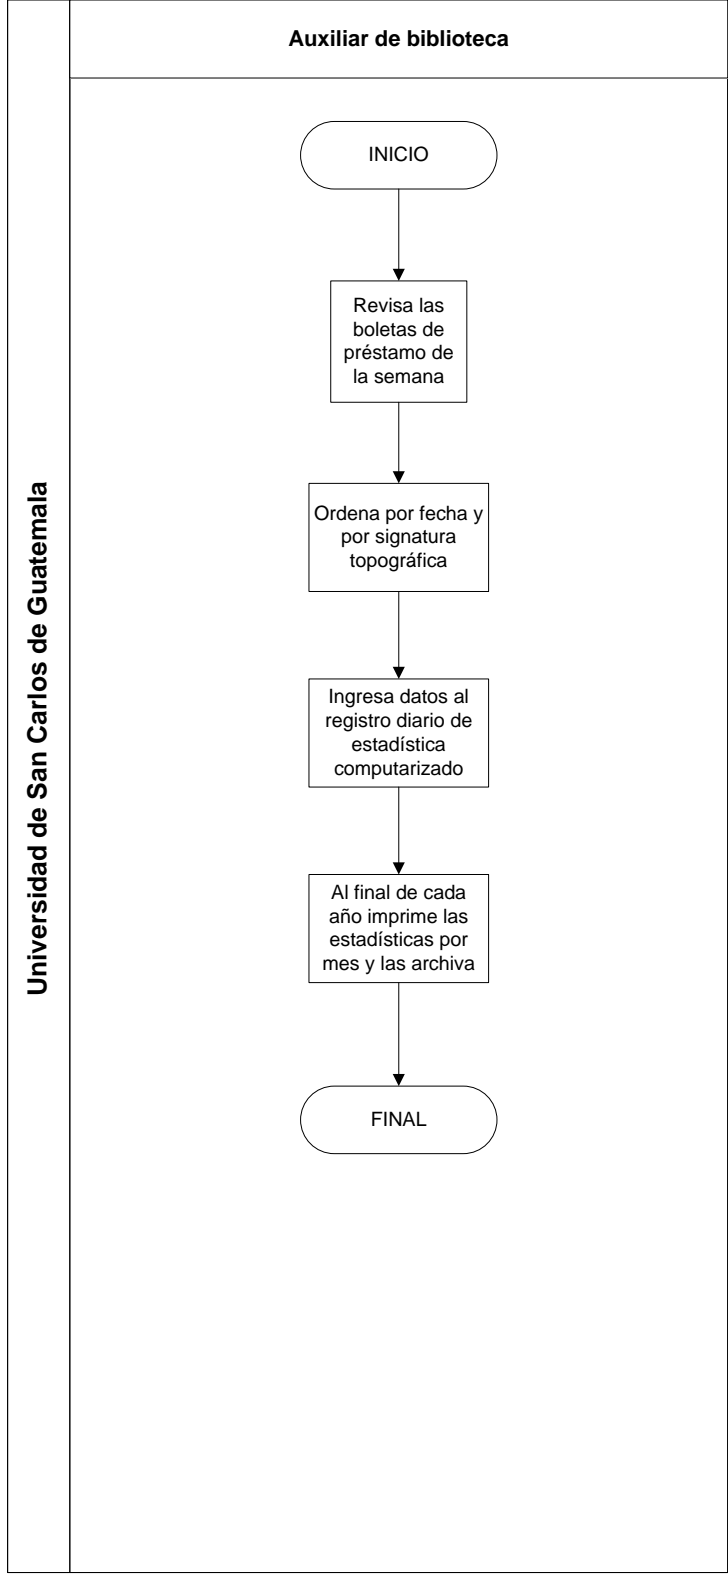 Auxiliar de biblioteca
Universidad de San Carlos de Guatemala
INICIO
Revisa las
boletas de
préstamo de
la semana
Ordena por fecha y
por signatura
topográfica
Ingresa datos al
registro diario de
estadística
computarizado
Al final de cada
año imprime las
estadísticas por
mes y las archiva
FINAL